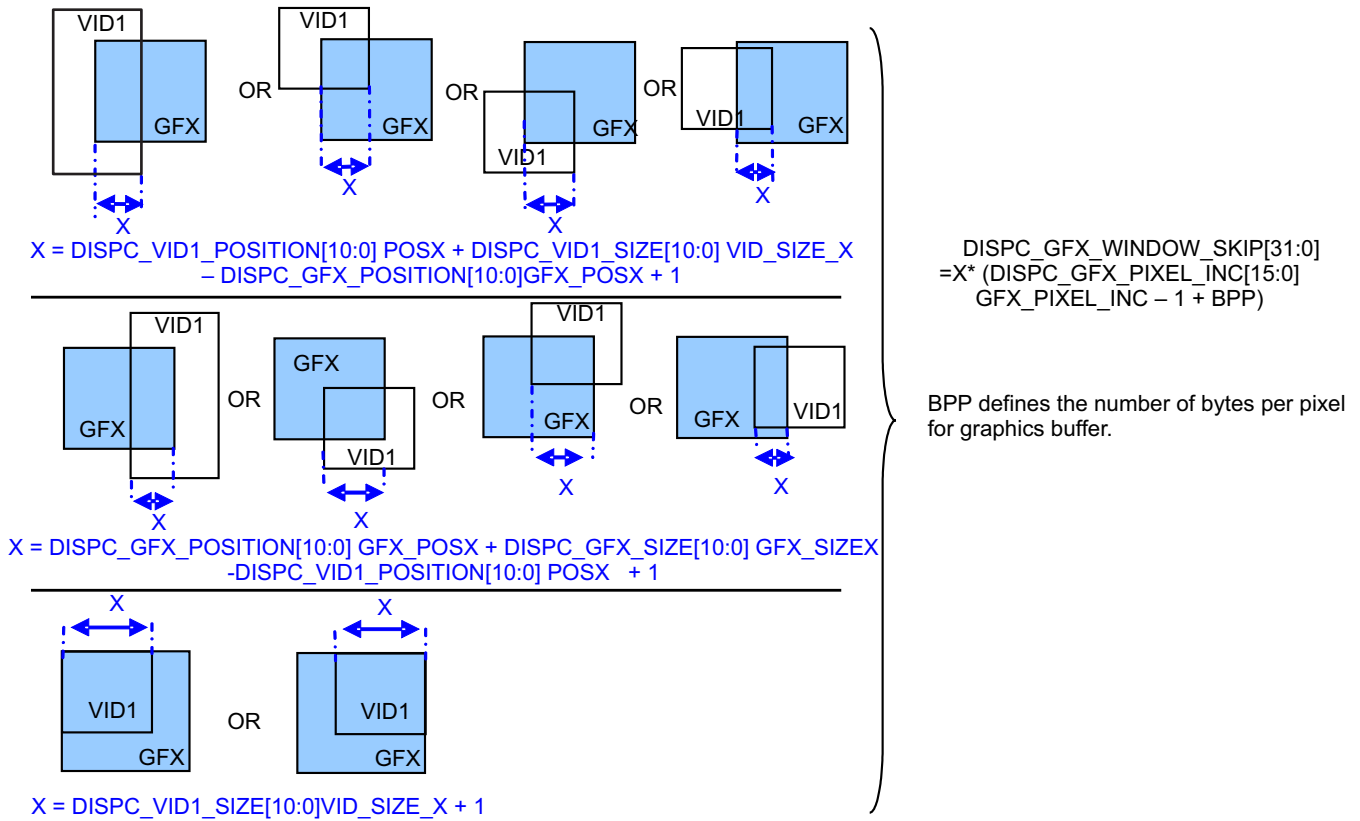 VID1
GFX
X
OR
VID1
GFX
X
OR
GFX
VID1
X
OR
VID1
GFX
X
X = DISPC_VID1_POSITION[10:0] POSX + DISPC_VID1_SIZE[10:0] VID_SIZE_X
– DISPC_GFX_POSITION[10:0]GFX_POSX + 1
VID1
GFX
X
OR
GFX
VID1
X
OR
VID1
GFX
X
OR
GFX
VID1
X
X = DISPC_GFX_POSITION[10:0] GFX_POSX + DISPC_GFX_SIZE[10:0] GFX_SIZEX
-DISPC_VID1_POSITION[10:0] POSX + 1
X
VID1
GFX
OR
X
VID1
GFX
X = DISPC_VID1_SIZE[10:0]VID_SIZE_X + 1
DISPC_GFX_WINDOW_SKIP[31:0]
=X* (DISPC_GFX_PIXEL_INC[15:0]
GFX_PIXEL_INC – 1 + BPP)
BPP defines the number of bytes per pixel
for graphics buffer.